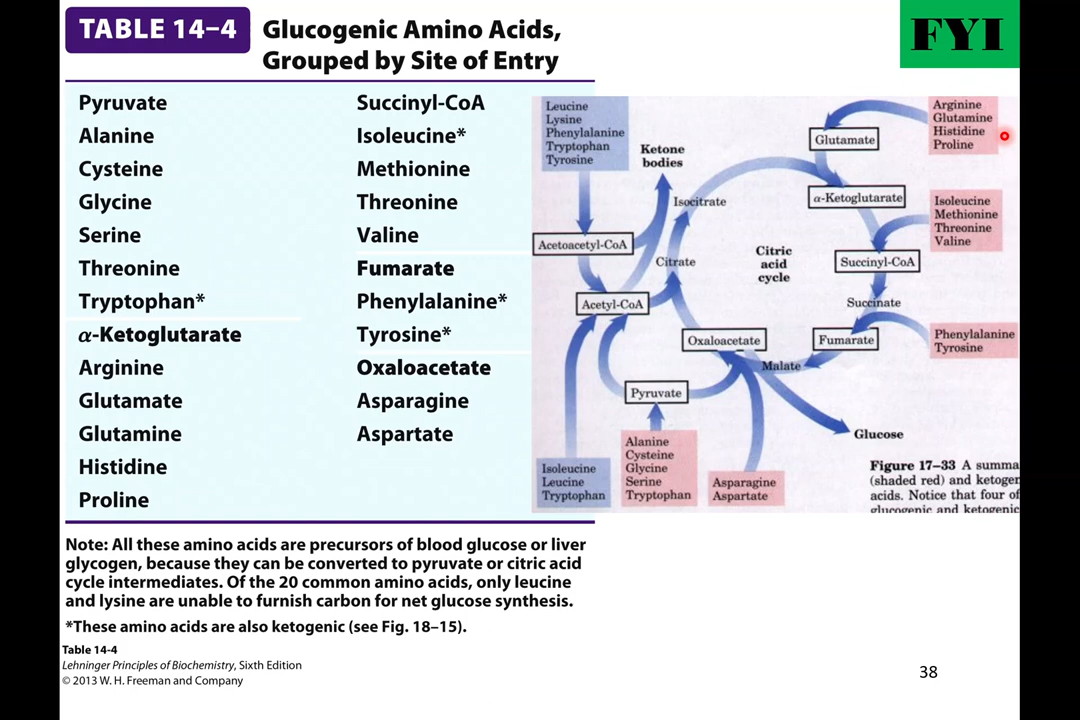 TABLE 14–4
Glucogenic Amino Acids,
Grouped by Site of Entry
FYI
Pyruvate
Alanine
Cysteine
Glycine
Serine
Threonine
Tryptophan*
α-Ketoglutarate
Arginine
Glutamate
Glutamine
Histidine
Proline
Succinyl-CoA
Isoleucine*
Methionine
Threonine
Valine
Fumarate
Phenylalanine*
Tyrosine*
Oxaloacetate
Asparagine
Aspartate
Leucine
Lysine
Phenylalanine
Tryptophan
Tyrosine
Ketone
bodies
Glutamate
Arginine
Glutamine
Histidine
Proline
Isocitrate
α-Ketoglutarate
Isoleucine
Methionine
Threonine
Valine
Acetoacetyl-CoA
Citrate
Citric
acid
cycle
Succinyl-CoA
Acetyl-CoA
Succinate
Oxaloacetate
Fumarate
Phenylalanine
Tyrosine
Malate
Pyruvate
Glucose
Isoleucine
Leucine
Tryptophan
Alanine
Cysteine
Glycine
Serine
Tryptophan
Asparagine
Aspartate
Figure 17–33 A summa
(shaded red) and ketogen
acids. Notice that four of
glucogenic and ketogenic
Note: All these amino acids are precursors of blood glucose or liver
glycogen, because they can be converted to pyruvate or citric acid
cycle intermediates. Of the 20 common amino acids, only leucine
and lysine are unable to furnish carbon for net glucose synthesis.
*These amino acids are also ketogenic (see Fig. 18–15).
Table 14-4
Lehninger Principles of Biochemistry, Sixth Edition
© 2013 W. H. Freeman and Company
38